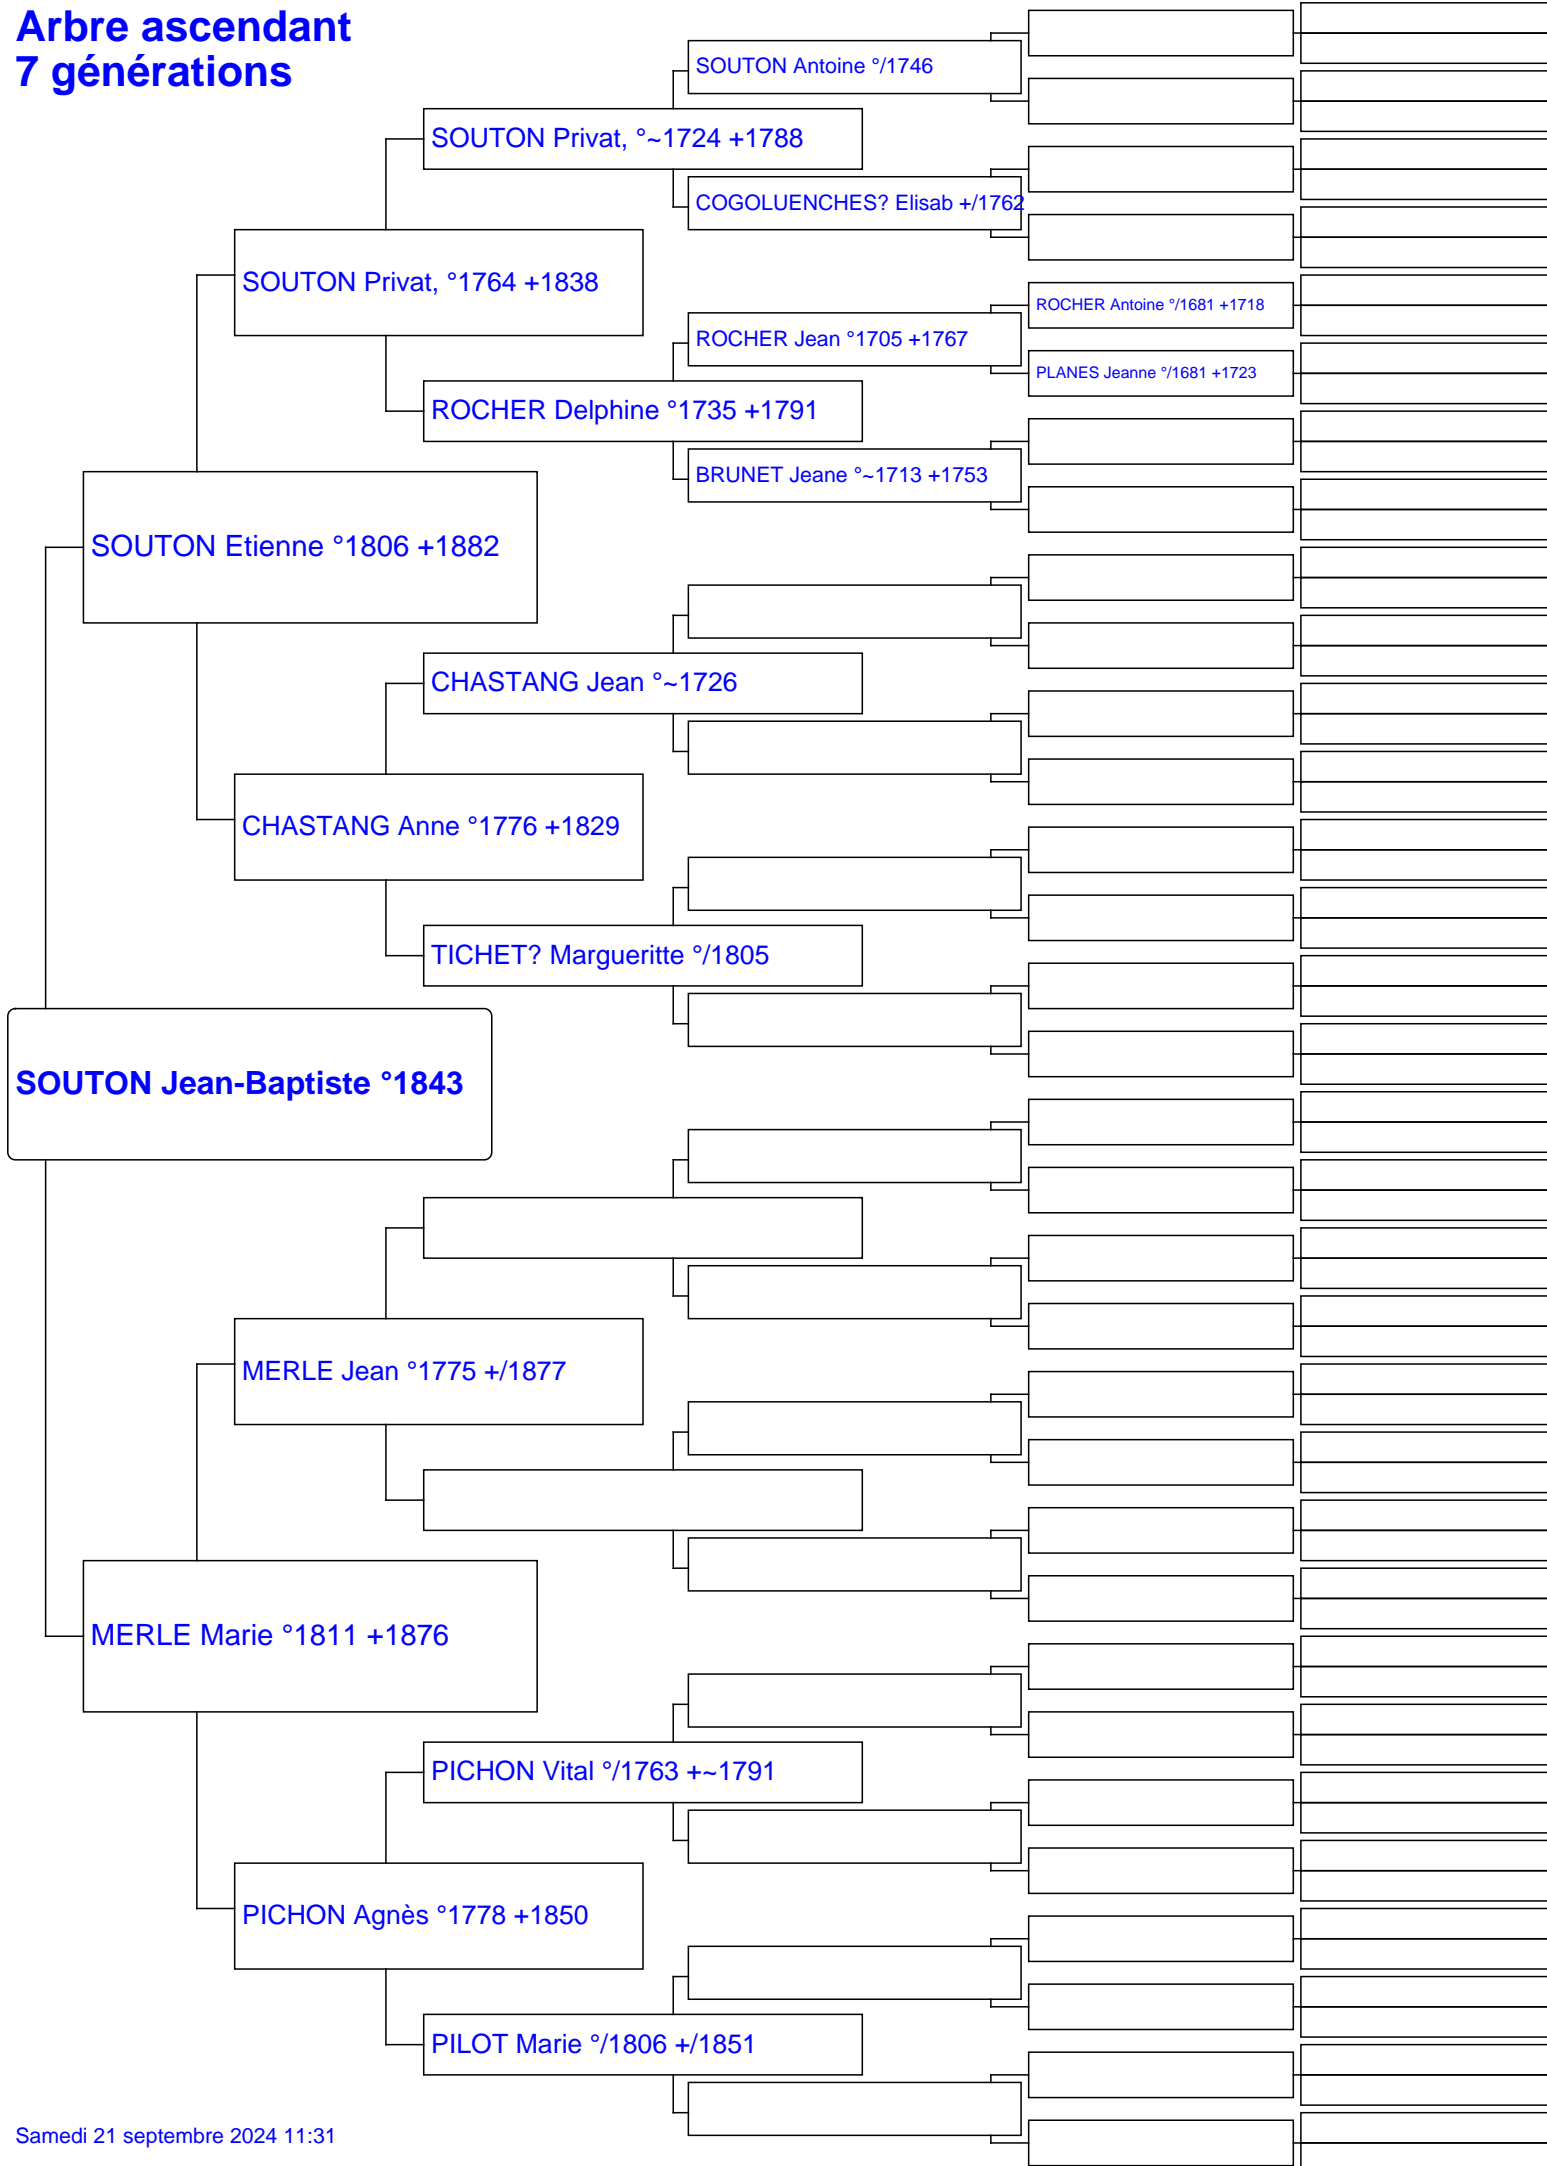 Arbre ascendant
7 générations
SOUTON Antoine °/1746
SOUTON Privat, °~1724 +1788
COGOLUENCHES? Elisab +/1762
SOUTON Privat, °1764 +1838
ROCHER Antoine °/1681 +1718
ROCHER Jean °1705 +1767
PLANES Jeanne °/1681 +1723
ROCHER Delphine °1735 +1791
BRUNET Jeane °~1713 +1753
SOUTON Etienne °1806 +1882
CHASTANG Jean °~1726
CHASTANG Anne °1776 +1829
TICHET? Margueritte °/1805
SOUTON Jean-Baptiste °1843
MERLE Jean °1775 +/1877
MERLE Marie °1811 +1876
PICHON Vital °/1763 +~1791
PICHON Agnès °1778 +1850
PILOT Marie °/1806 +/1851
Samedi 21 septembre 2024 11:31